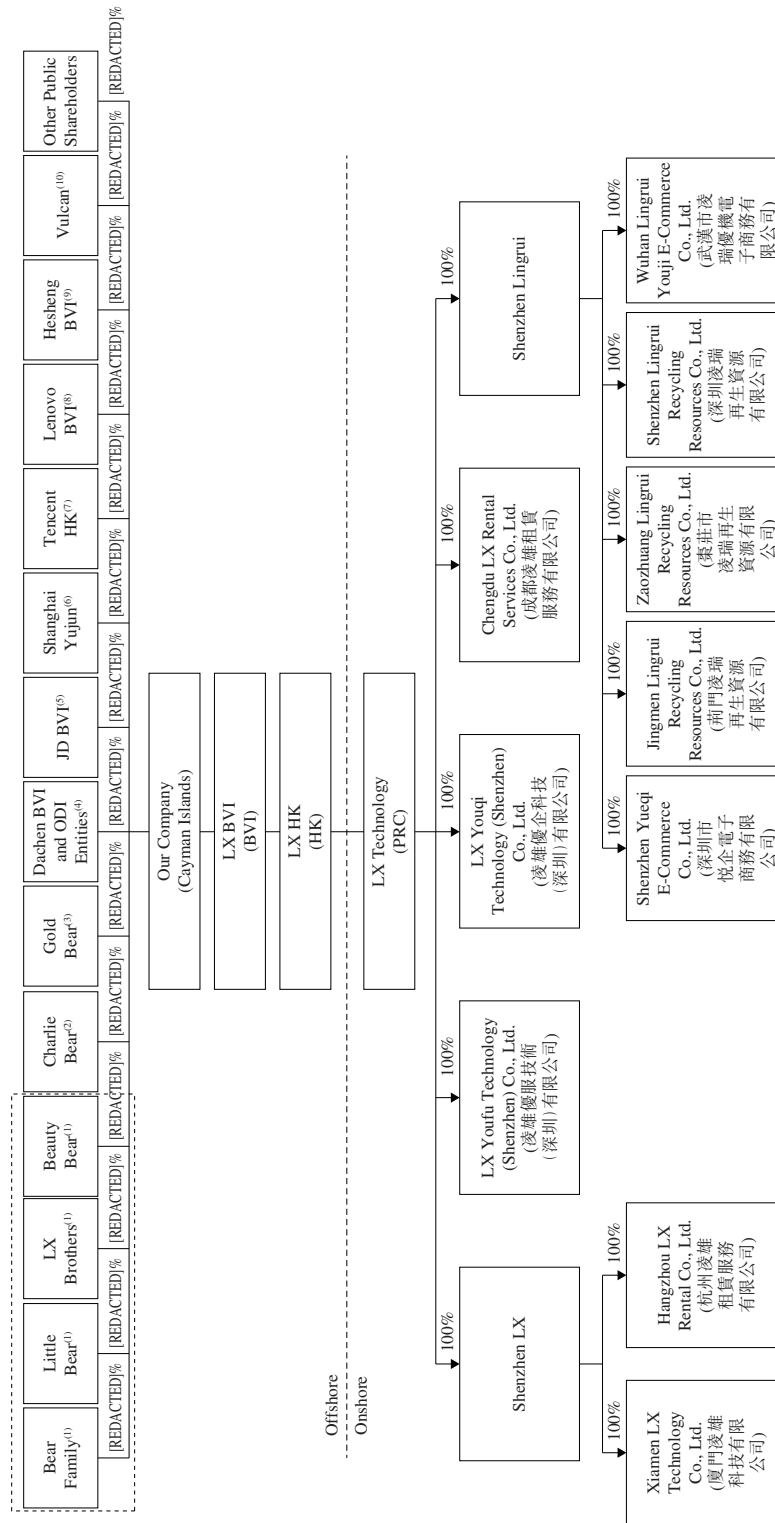 Bear
Family(1)
Little
Bear(1)
LX
Brothers(1)
Beauty
Bear(1)
Charlie
Bear(2)
Gold
Bear(3)
Dachen BVI
and ODI
Entities(4)
JD BVI(5)
Shanghai
Yujun(6)
Tencent
HK(7)
Lenovo
BVI(8)
Hesheng
BVI(9)
Vulcan(10)
Other Public
Shareholders
[REDACTED]%
[REDACTED]%
[REDACTED]%
[REDACTED]%
[REDACTED]%
[REDACTED]%
[REDACTED]%
[REDACTED]%
[REDACTED]%
[REDACTED]%
[REDACTED]%
[REDACTED]%
[REDACTED]%
[REDACTED]%
Our Company
(Cayman Islands)
LX BVI
(BVI)
LX HK
(HK)
Offshore
Onshore
LX Technology
(PRC)
100%
100%
100%
100%
100%
Shenzhen LX
LX Youfu Technology
(Shenzhen) Co., Ltd.
(凌雄優服技術
(深圳)有限公司)
LX Youqi
Technology (Shenzhen)
Co., Ltd.
(凌雄優企科技
(深圳)有限公司)
Chengdu LX Rental
Services Co., Ltd.
(成都凌雄租賃
服務有限公司)
Shenzhen Lingrui
100%
100%
100%
100%
100%
100%
100%
Xiamen LX
Technology
Co., Ltd.
(廈門凌雄
科技有限
公司)
Hangzhou LX
Rental Co., Ltd.
(杭州凌雄
租賃服務
有限公司)
Shenzhen Yueqi
E-Commerce
Co., Ltd.
(深圳市
悅企電子
商務有限
公司)
Jingmen Lingrui
Recycling
Resources Co., Ltd.
(荊門凌瑞
再生資源
有限公司)
Zaozhuang Lingrui
Recycling
Resources Co., Ltd.
(棗莊市
凌瑞再生
資源有限
公司)
Shenzhen Lingrui
Recycling
Resources Co., Ltd.
(深圳凌瑞
再生資源
有限公司)
Wuhan Lingrui
Youji E-Commerce
Co., Ltd.
(武漢市凌
瑞優機電
子商務有
限公司)